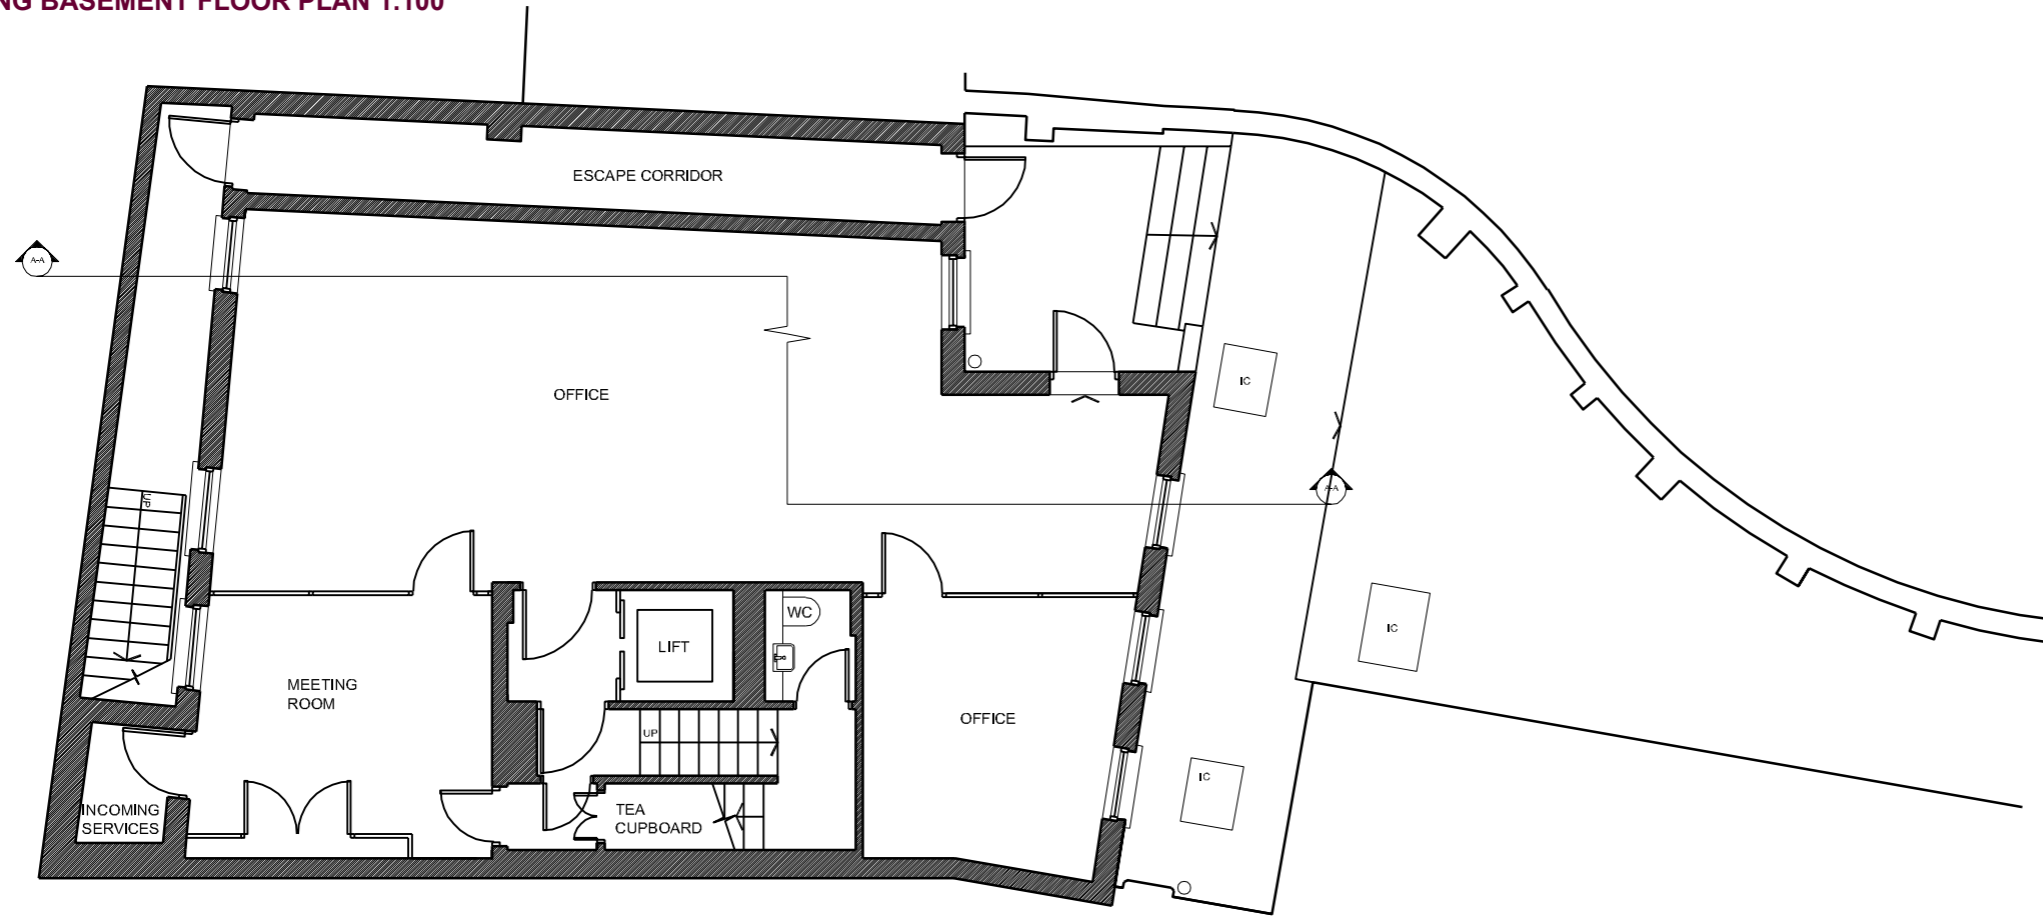 NG BASEMENT FLOOR PLAN 1:100
ESCAPE CORRIDOR
A-A
OFFICE
IC
UP
A-A
WC
LIFT
IC
MEETING
ROOM
OFFICE
UP
IC
INCOMING
SERVICES
TEA
CUPBOARD